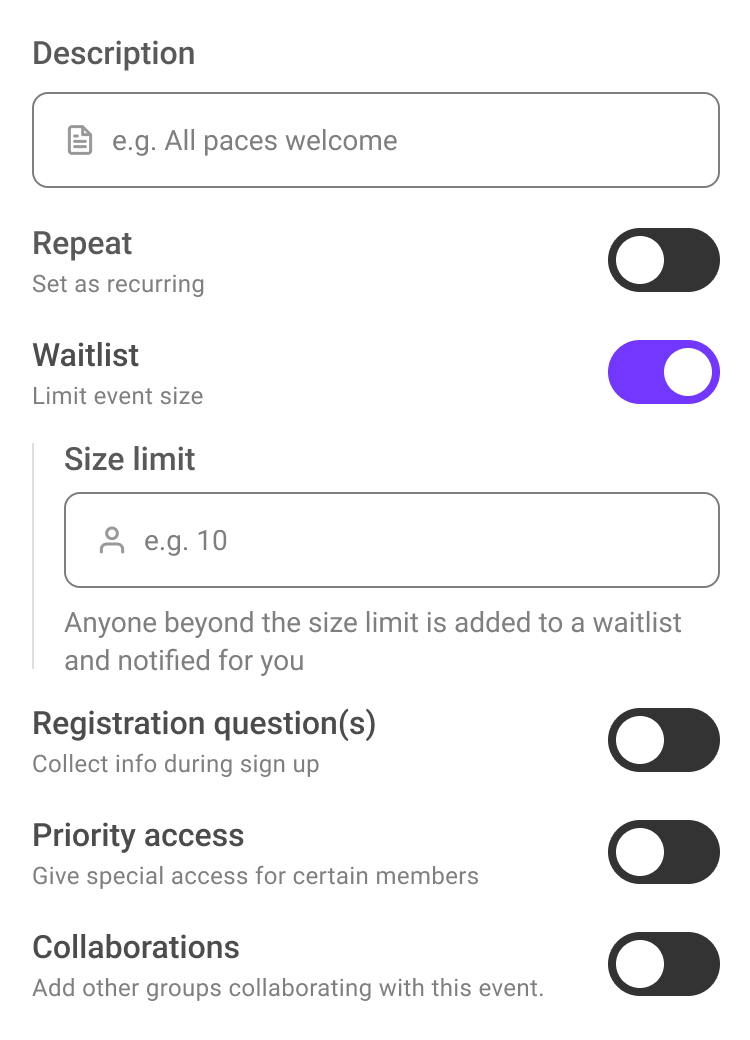 Description
e.g. All paces welcome
Repeat
Set as recurring
Waitlist
Limit event size
Size limit
e.g. 10
Anyone beyond the size limit is added to a waitlist
and notified for you
Registration question(s)
Collect info during sign up
Priority access
Give special access for certain members
Collaborations
Add other groups collaborating with this event.